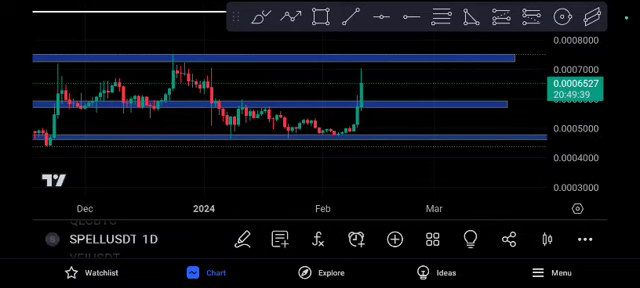 0.0008000
0.0007000
0.0006527
20:49:39
0.0005000
0.0004000
0.0003000
Dec
2024
Feb
Mar
SPELLUSDT 1D
Watchlist
Chart
Explore
Ideas
Menu